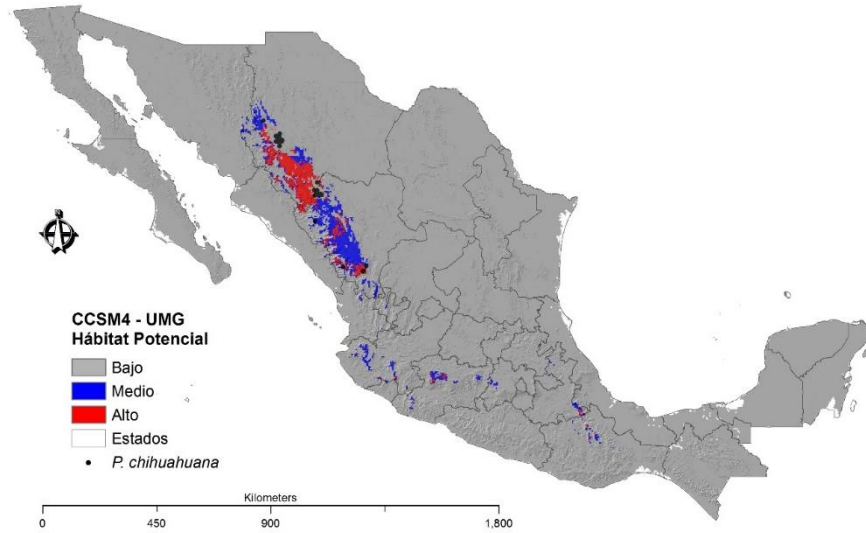 CCSM4 - UMG
Hábitat Potencial
Bajo
Medio
Alto
Estados
P. chihuahuana
Kilometers
0 450 900 1,800